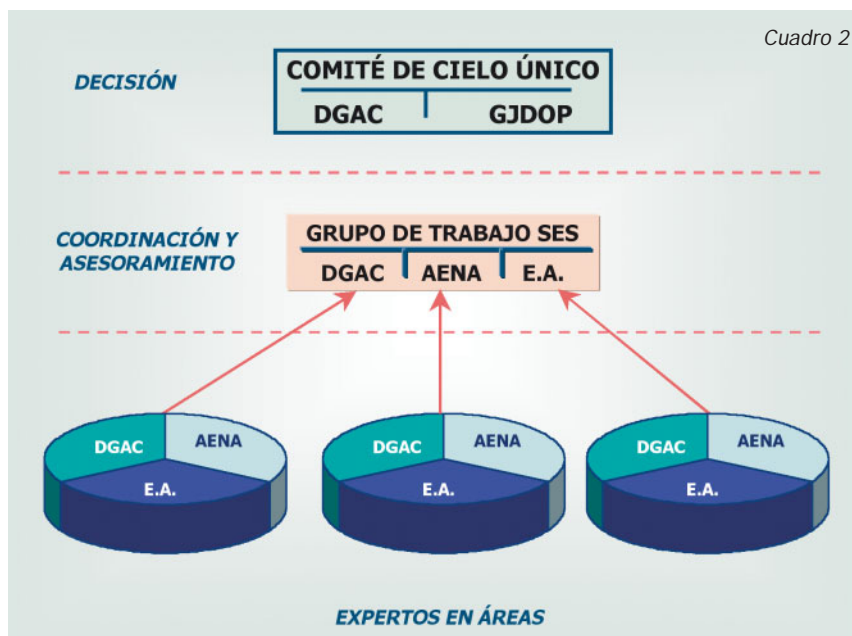 Cuadro 2
DECISIÓN
COMITÉ DE CIELO ÚNICO
DGAC GJDOP
COORDINACIÓN Y
ASESORAMIENTO
GRUPO DE TRABAJO SES
DGAC AENA E.A.
DGAC AENA
E.A.
DGAC AENA
E.A.
DGAC AENA
E.A.
EXPERTOS EN ÁREAS